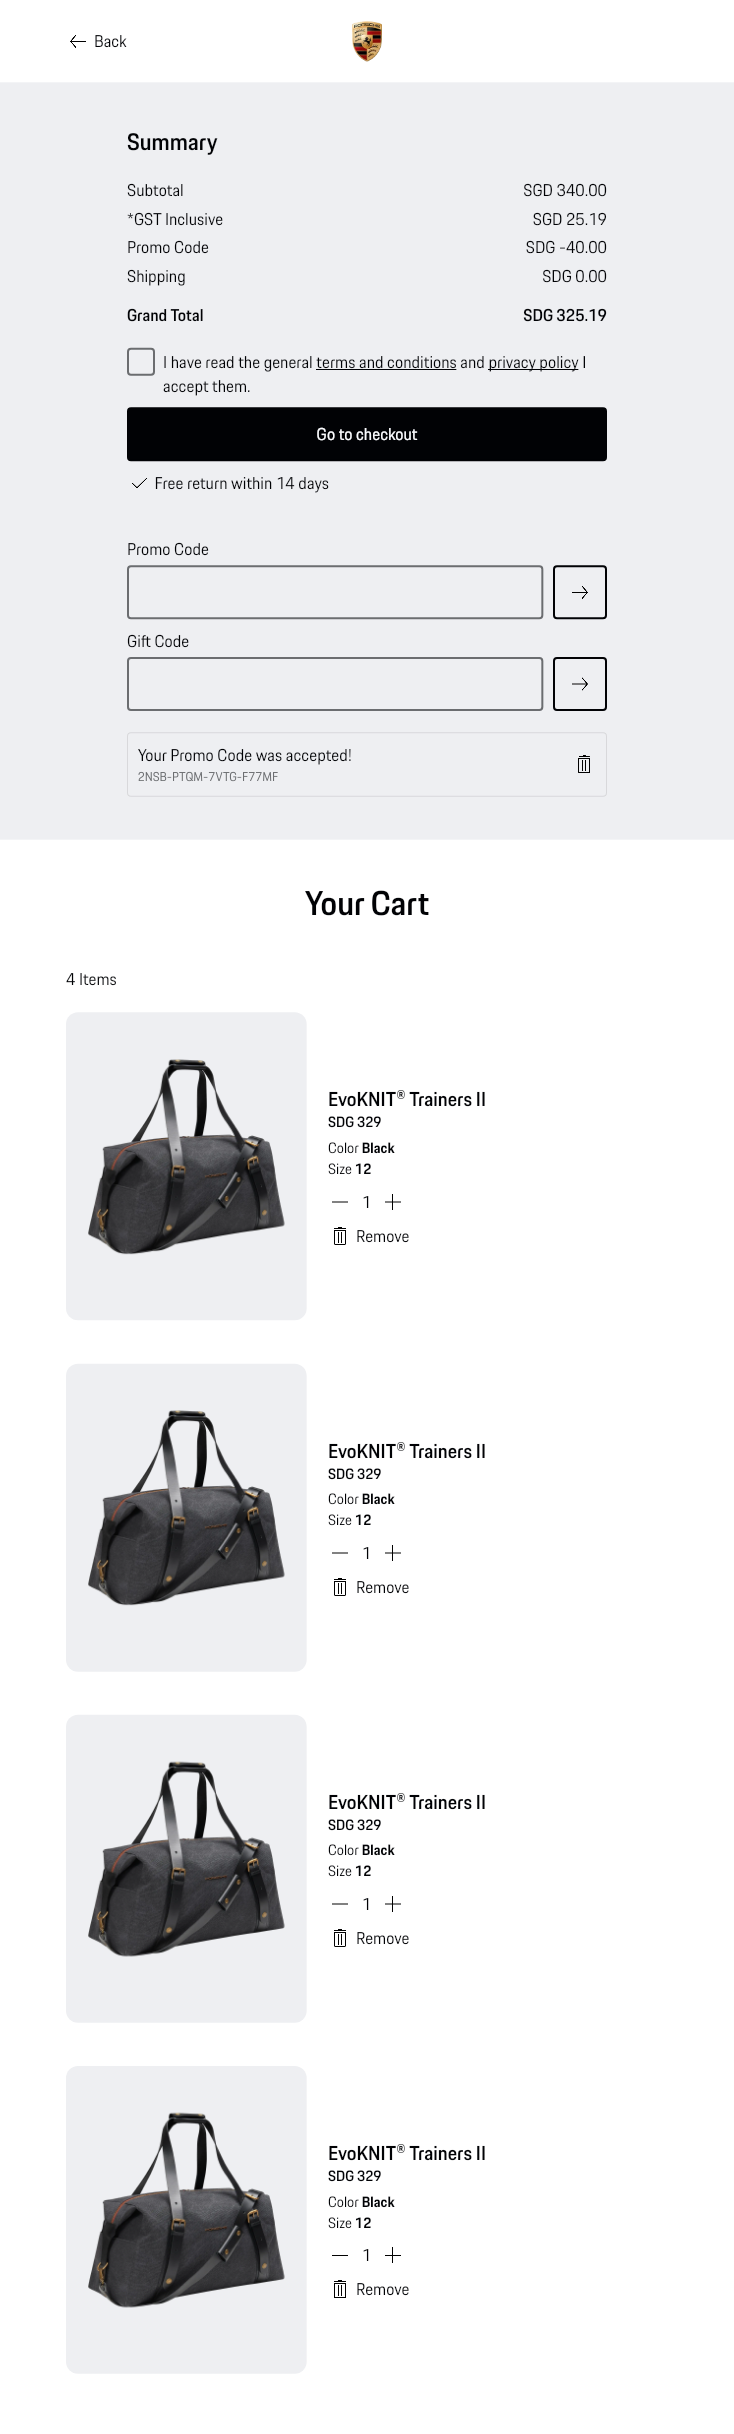 Back
PORSCHE
Summary
Subtotal SGD 340.00
*GST Inclusive SGD 25.19
Promo Code SDG -40.00
Shipping SDG 0.00
Grand Total SDG 325.19
I have read the general terms and conditions and privacy policy I
accept them.
Go to checkout
Free return within 14 days
Promo Code
Gift Code
Your Promo Code was accepted!
2NSB-PTQM-7VTG-F77MF
Your Cart
4 Items
EvoKNIT® Trainers II
SDG 329
Color Black
Size 12
1
Remove
EvoKNIT® Trainers II
SDG 329
Color Black
Size 12
1
Remove
EvoKNIT® Trainers II
SDG 329
Color Black
Size 12
1
Remove
EvoKNIT® Trainers II
SDG 329
Color Black
Size 12
1
Remove